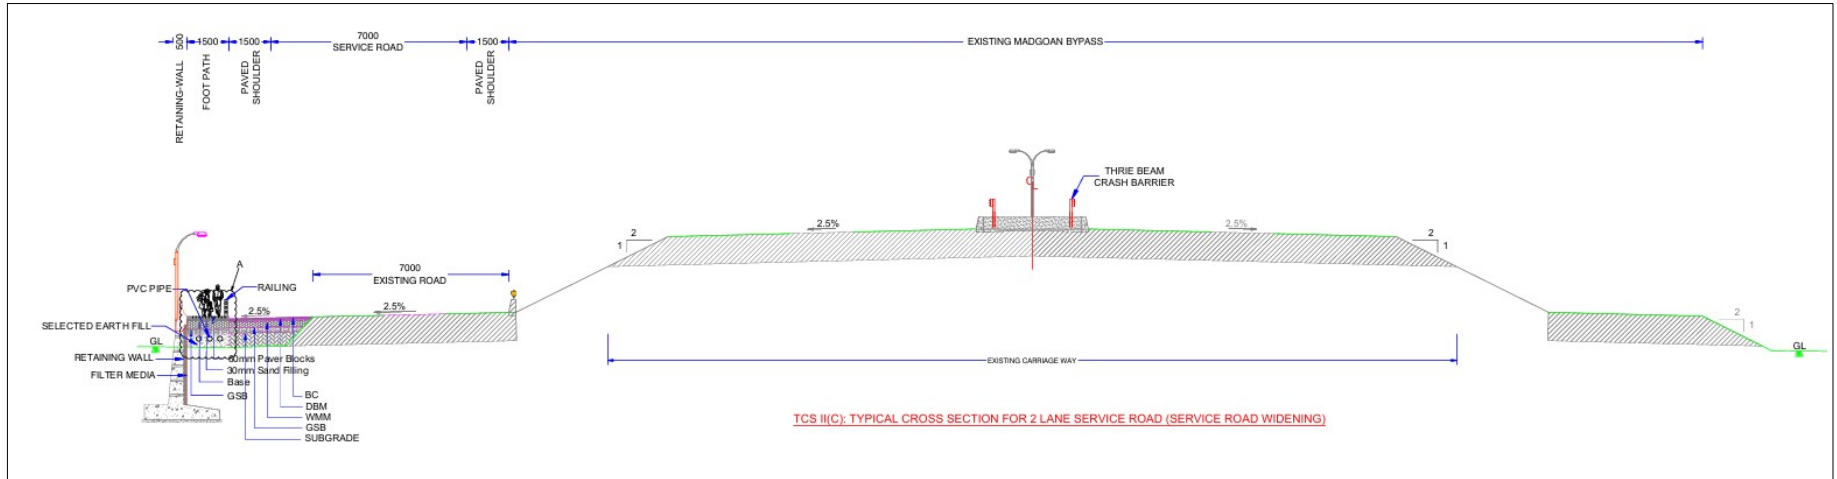 500
1500
1500
7000
SERVICE ROAD
1500
EXISTING MADGOAN BYPASS
RETAINING-WALL
FOOT PATH
PAVED
SHOULDER
PAVED
SHOULDER
THRIE BEAM
CRASH BARRIER
CL
2.5%
2.5%
2
1
2
1
A
7000
EXISTING ROAD
PVC PIPE
RAILING
2.5%
2.5%
SELECTED EARTH FILL
GL
2
1
GL
RETAINING WALL
60mm Paver Blocks
30mm Sand Filling
FILTER MEDIA
Base
GSB
BC
DBM
WMM
GSB
SUBGRADE
EXISTING CARRIAGE WAY
TCS II(C): TYPICAL CROSS SECTION FOR 2 LANE SERVICE ROAD (SERVICE ROAD WIDENING)